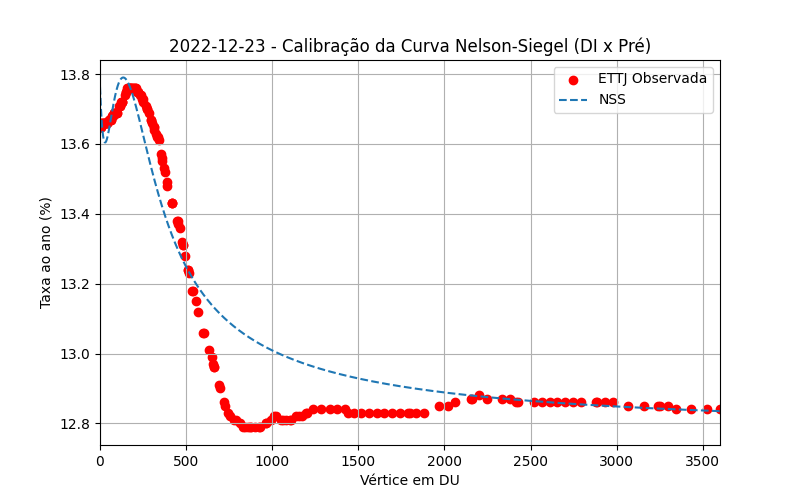 2022-12-23 - Calibração da Curva Nelson-Siegel (DI x Pré)
ETTJ Observada
NSS
Taxa ao ano (%)
13.8
13.6
13.4
13.2
13.0
12.8
0 500 1000 1500 2000 2500 3000 3500
Vértice em DU